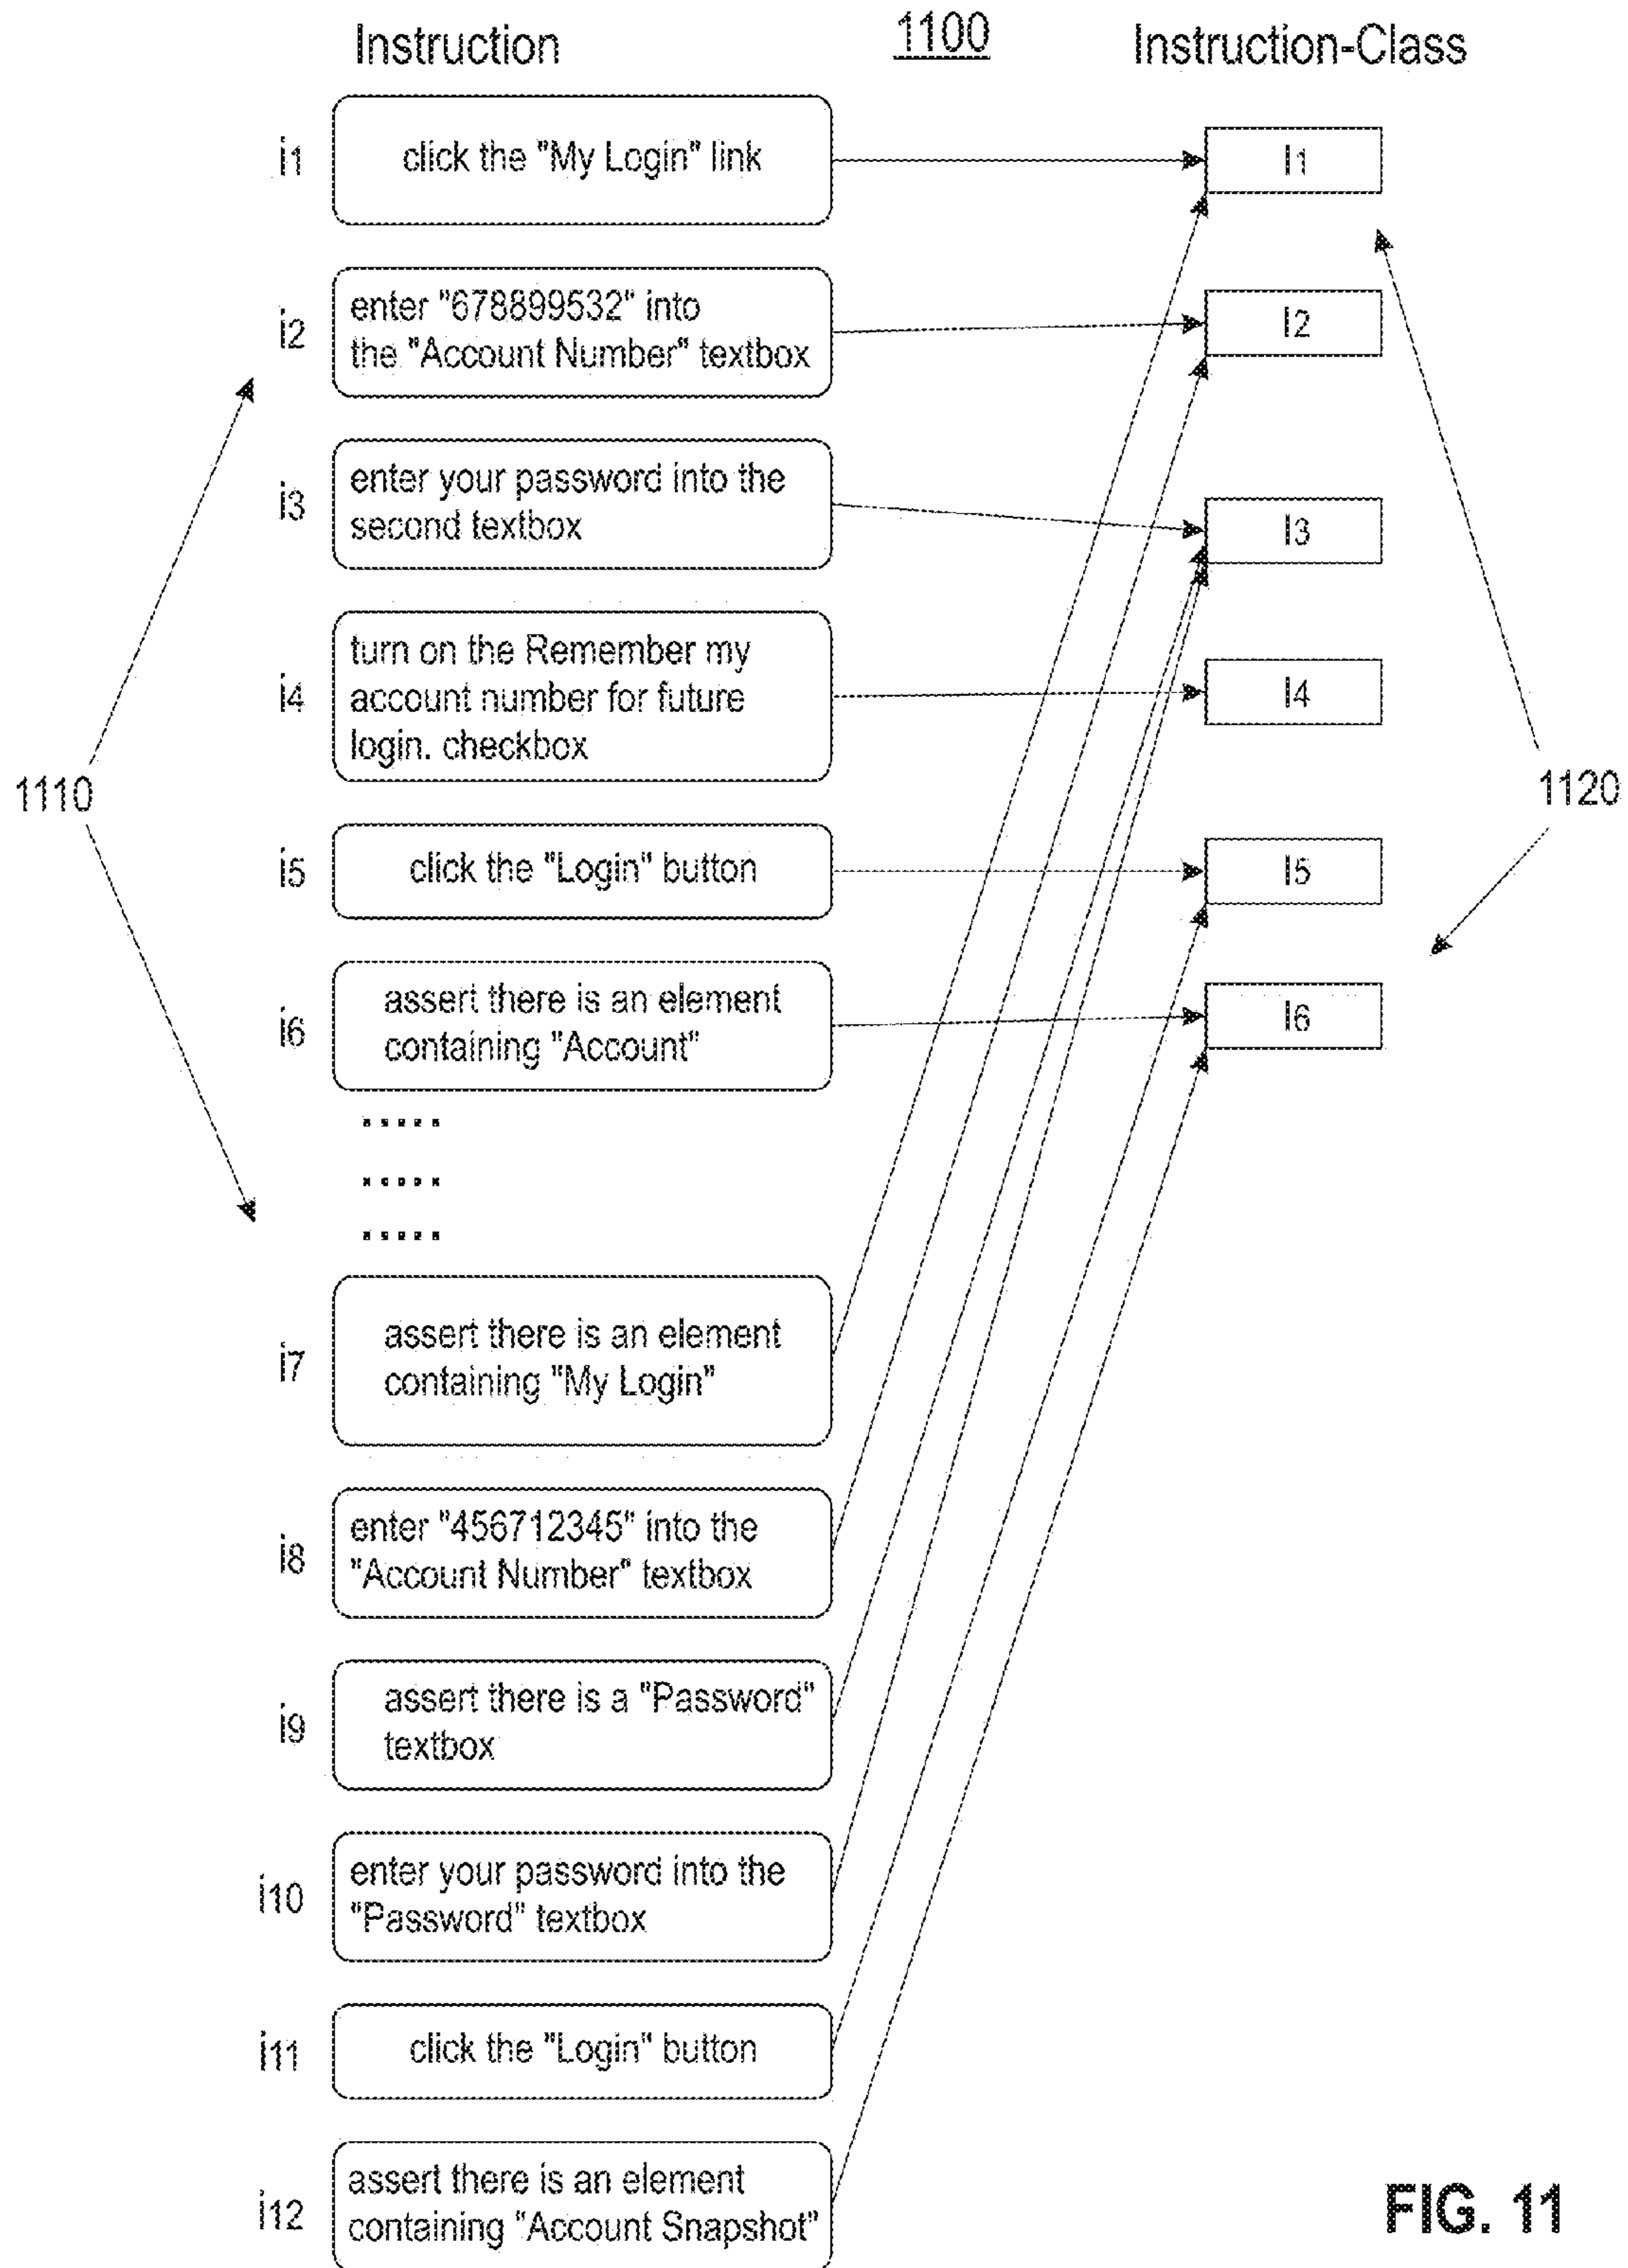 Instruction 1100 Instruction-Class
i1 click the "My Login" link I1
i2 enter "678899532" into
the "Account Number" textbox I2
i3 enter your password into the
second textbox I3
i4 turn on the Remember my
account number for future
login. checkbox I4
1110 1120
i5 click the "Login" button I5
i6 assert there is an element
containing "Account" I6
.....
.....
.....
i7 assert there is an element
containing "My Login"
i8 enter "456712345" into the
"Account Number" textbox
i9 assert there is a "Password"
textbox
i10 enter your password into the
"Password" textbox
i11 click the "Login" button
i12 assert there is an element
containing "Account Snapshot"
FIG. 11